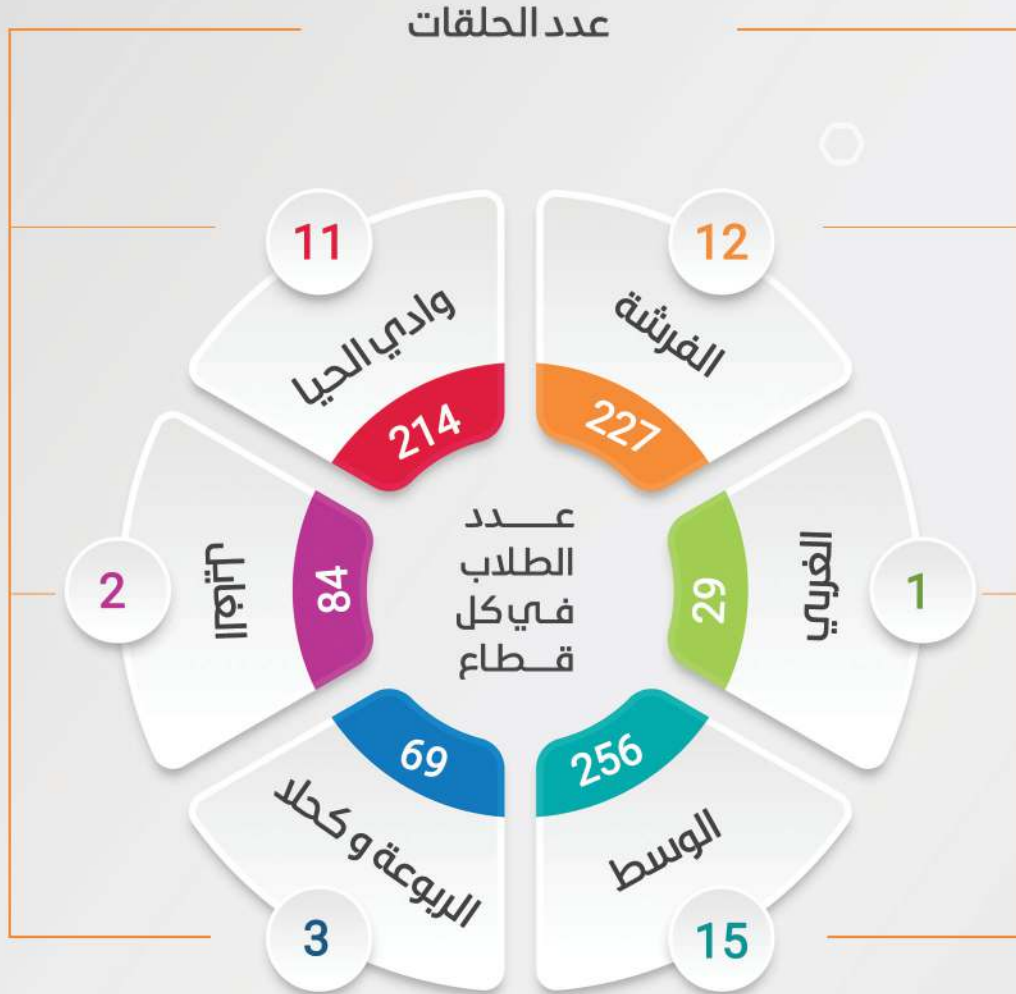 عدد الحلقات
12
الفرشة
227
11
وادي الحيا
214
1
الغربي
29
2
الفايل
84
15
الوسط
256
3
الربوعة و كحلا
69
عدد
الطلاب
في كل
قطاع